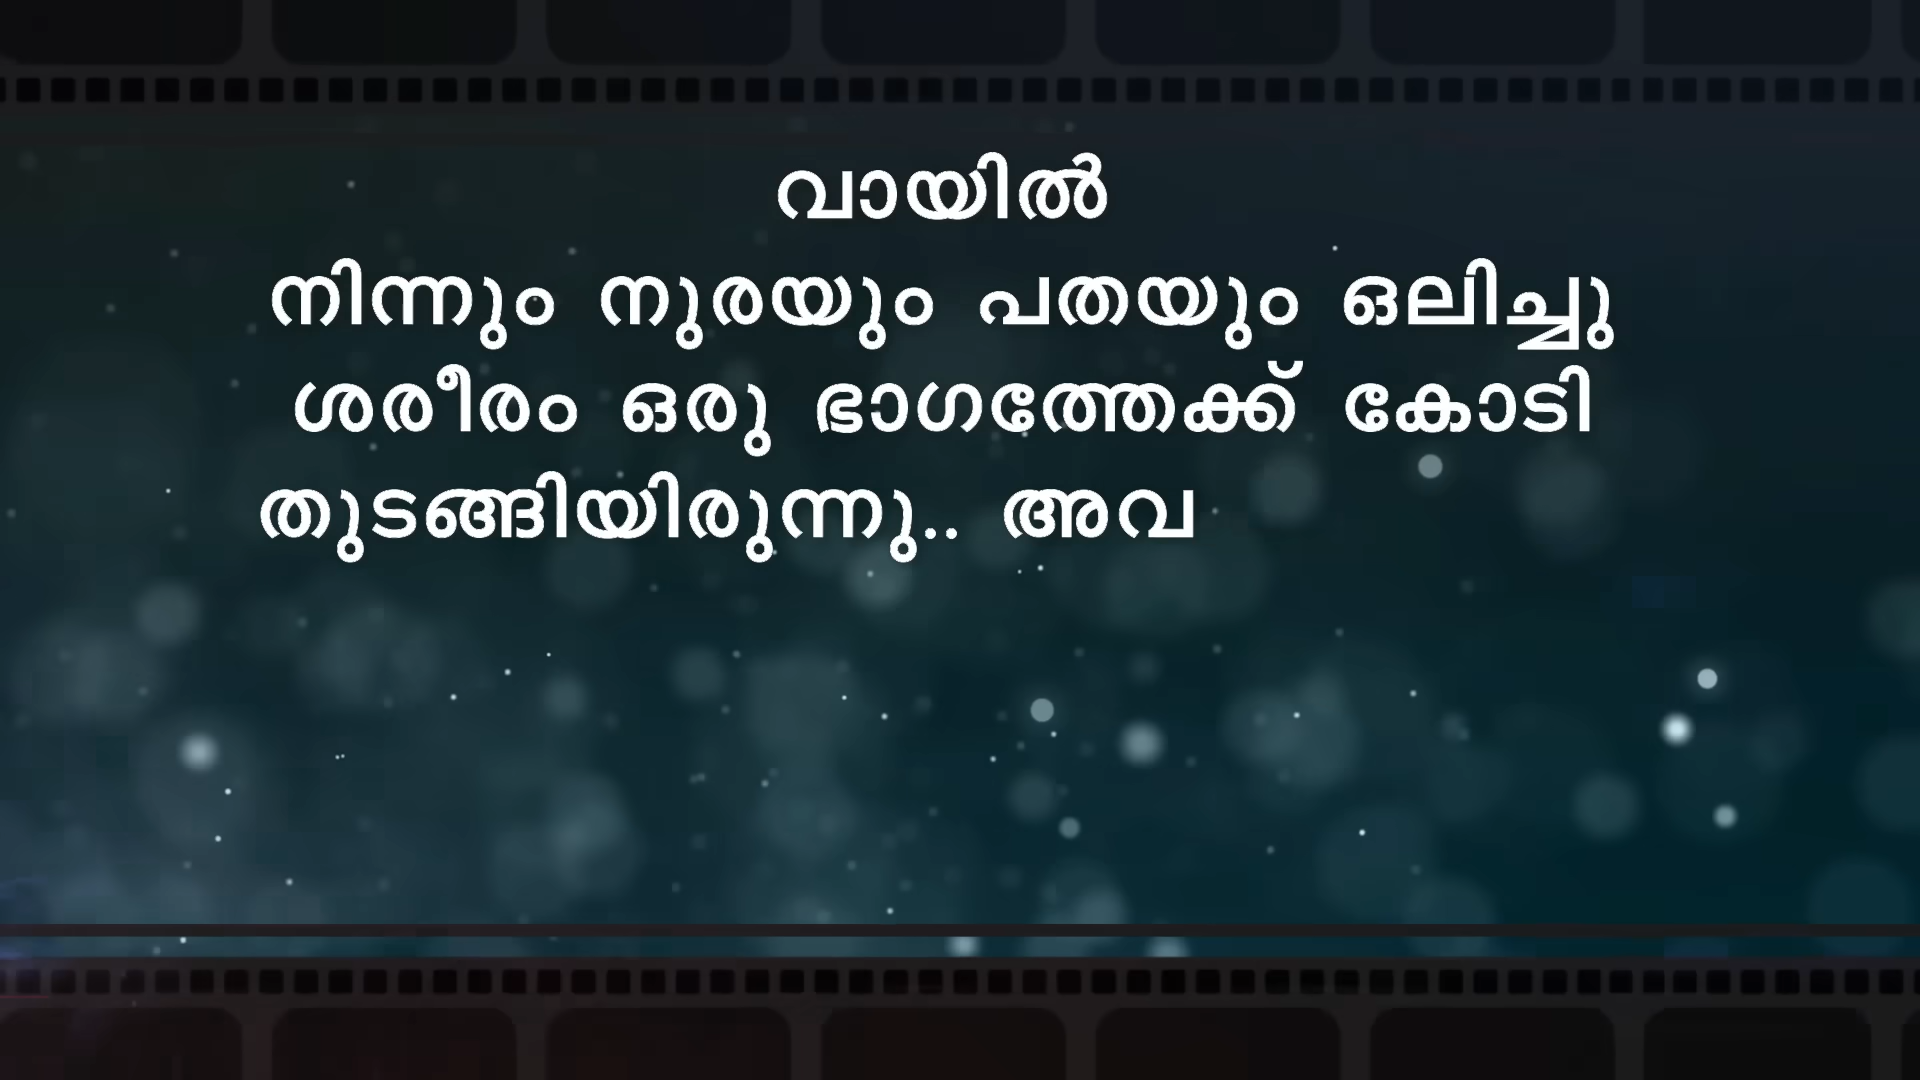 വായിൽ
നിന്നും നുരയും പതയും ഒലിച്ചു
ശരീരം ഒരു ഭാഗത്തേക്ക് കോടി
തുടങ്ങിയിരുന്നു.. അവ